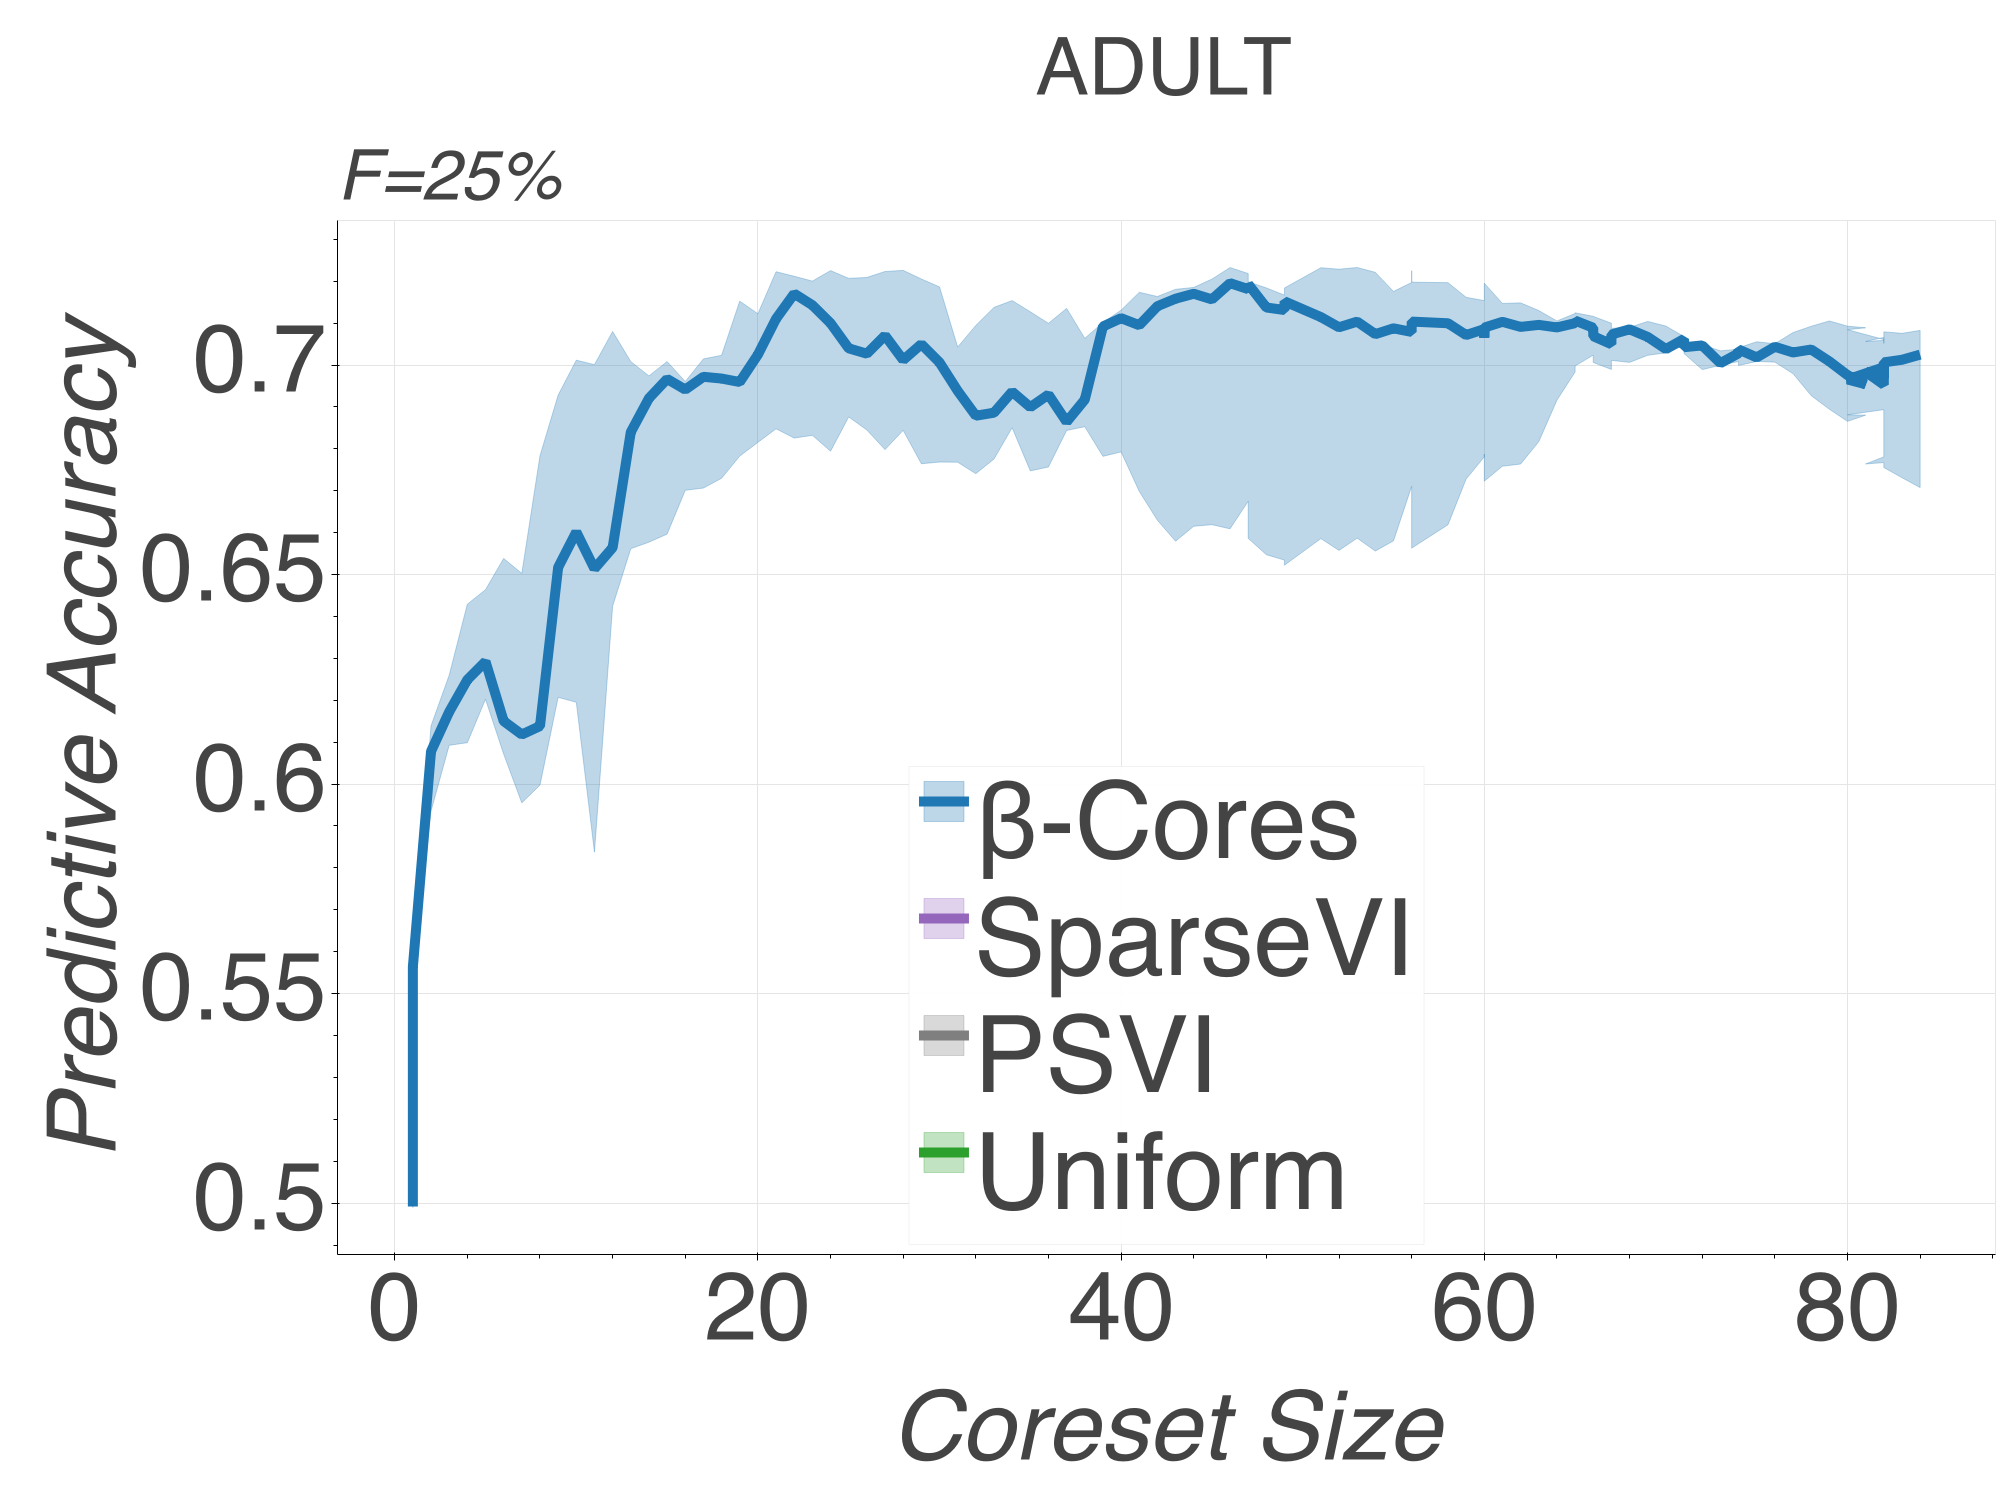 ADULT
F=25%
Predictive Accuracy
0.7
0.65
0.6
0.55
0.5
β-Cores
SparseVI
PSVI
Uniform
0 20 40 60 80
Coreset Size